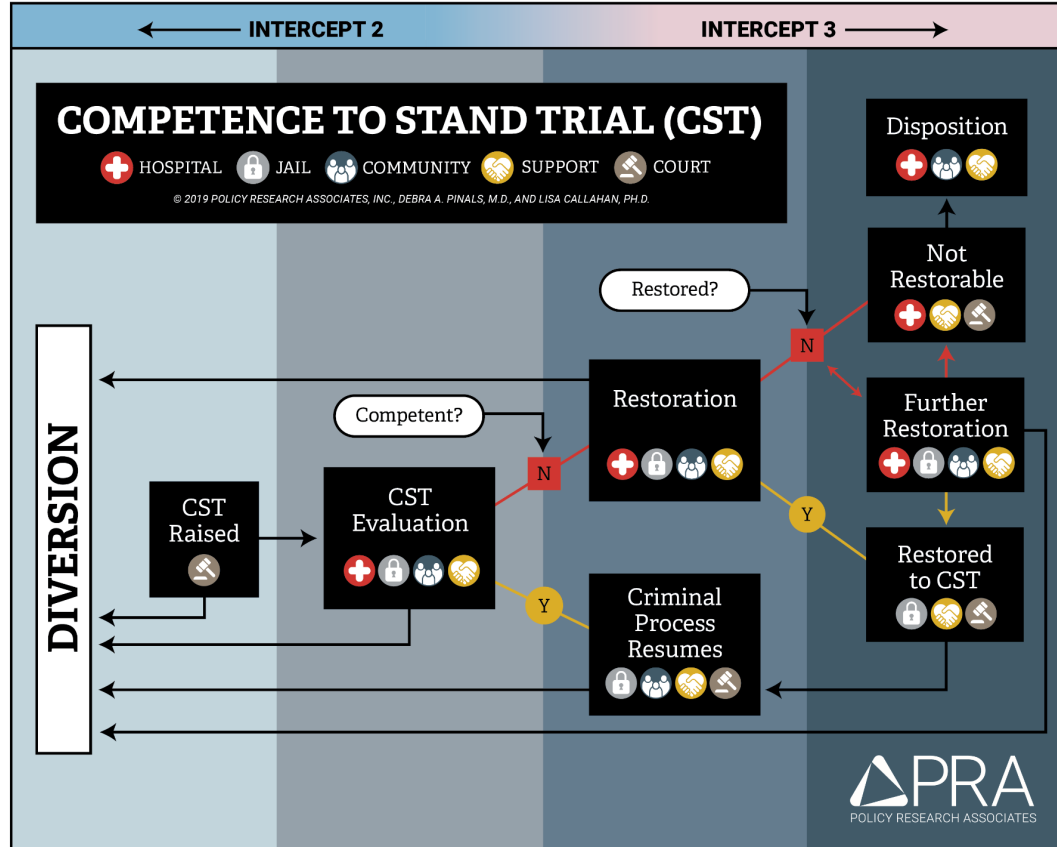 INTERCEPT 2
INTERCEPT 3
COMPETENCE TO STAND TRIAL (CST)
HOSPITAL JAIL COMMUNITY SUPPORT COURT
© 2019 POLICY RESEARCH ASSOCIATES, INC., DEBRA A. PINALS, M.D., AND LISA CALLAHAN, PH.D.
Disposition
Not
Restorable
Restored?
N
Restoration
Further
Restoration
Competent?
N
DIVERSION
CST
Raised
CST
Evaluation
Y
Restored
to CST
Y
Criminal
Process
Resumes
PRA
POLICY RESEARCH ASSOCIATES